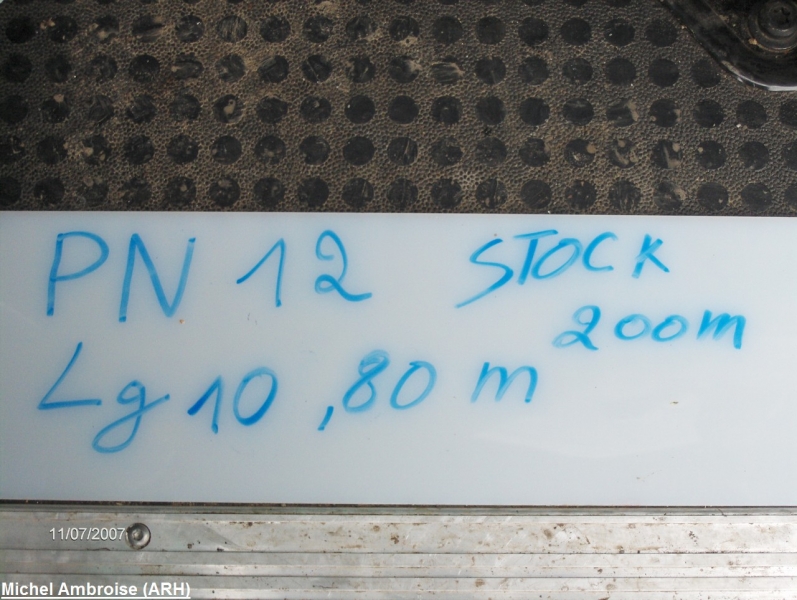 PN 12 STOCK
200m
Lg 10,80 m
11/07/2007
Michel Ambroise (ARH)